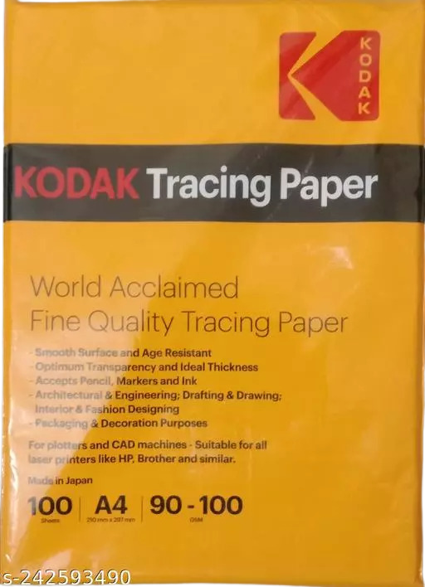 KODAK
KODAK Tracing Paper
World Acclaimed
Fine Quality Tracing Paper
- Smooth Surface and Age Resistant
- Optimum Transparency and Ideal Thickness
- Accepts Pencil, Markers and Ink
- Architectural & Engineering; Drafting & Drawing;
Interior & Fashion Designing
- Packaging & Decoration Purposes
For plotters and CAD machines - Suitable for all
laser printers like HP, Brother and similar.
Made in Japan
100 A4 90 - 100
Sheets 210 mm x 297 mm GSM
s-242593490